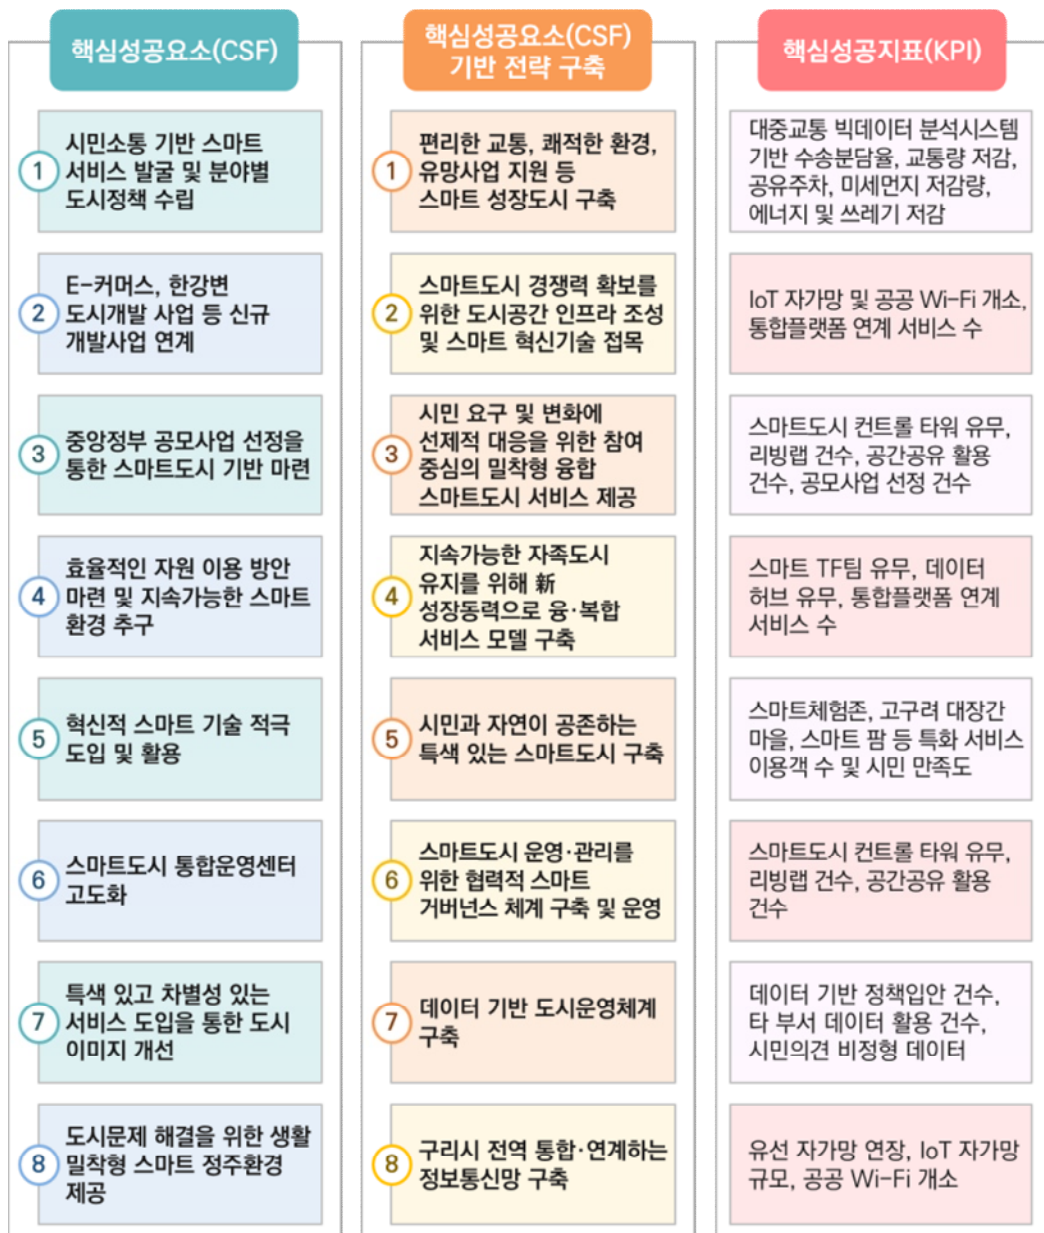 핵심성공요소(CSF)
1
시민소통 기반 스마트
서비스 발굴 및 분야별
도시정책 수립
2
E-커머스, 한강변
도시개발 사업 등 신규
개발사업 연계
3
중앙정부 공모사업 선정을
통한 스마트도시 기반 마련
4
효율적인 자원 이용 방안
마련 및 지속가능한 스마트
환경 추구
5
혁신적 스마트 기술 적극
도입 및 활용
6
스마트도시 통합운영센터
고도화
7
특색 있고 차별성 있는
서비스 도입을 통한 도시
이미지 개선
8
도시문제 해결을 위한 생활
밀착형 스마트 정주환경
제공
핵심성공요소(CSF)
기반 전략 구축
1
편리한 교통, 쾌적한 환경,
유망사업 지원 등
스마트 성장도시 구축
2
스마트도시 경쟁력 확보를
위한 도시공간 인프라 조성
및 스마트 혁신기술 접목
3
시민 요구 및 변화에
선제적 대응을 위한 참여
중심의 밀착형 융합
스마트도시 서비스 제공
4
지속가능한 자족도시
유지를 위해 新
성장동력으로 융·복합
서비스 모델 구축
5
시민과 자연이 공존하는
특색 있는 스마트도시 구축
6
스마트도시 운영·관리를
위한 협력적 스마트
거버넌스 체계 구축 및 운영
7
데이터 기반 도시운영체계
구축
8
구리시 전역 통합·연계하는
정보통신망 구축
핵심성공지표(KPI)
대중교통 빅데이터 분석시스템
기반 수송분담율, 교통량 저감,
공유주차, 미세먼지 저감량,
에너지 및 쓰레기 저감
IoT 자가망 및 공공 Wi-Fi 개소,
통합플랫폼 연계 서비스 수
스마트도시 컨트롤 타워 유무,
리빙랩 건수, 공간공유 활용
건수, 공모사업 선정 건수
스마트 TF팀 유무, 데이터
허브 유무, 통합플랫폼 연계
서비스 수
스마트체험존, 고구려 대장간
마을, 스마트 팜 등 특화 서비스
이용객 수 및 시민 만족도
스마트도시 컨트롤 타워 유무,
리빙랩 건수, 공간공유 활용
건수
데이터 기반 정책입안 건수,
타 부서 데이터 활용 건수,
시민의견 비정형 데이터
유선 자가망 연장, IoT 자가망
규모, 공공 Wi-Fi 개소